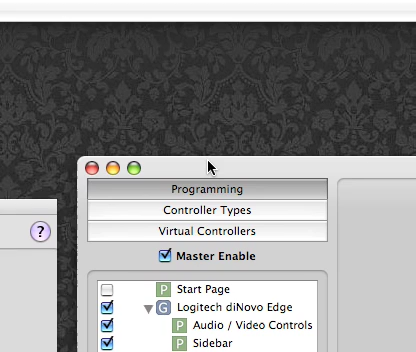 Programming
Controller Types
Virtual Controllers
?
Master Enable
P Start Page
G Logitech diNovo Edge
P Audio / Video Controls
P Sidebar